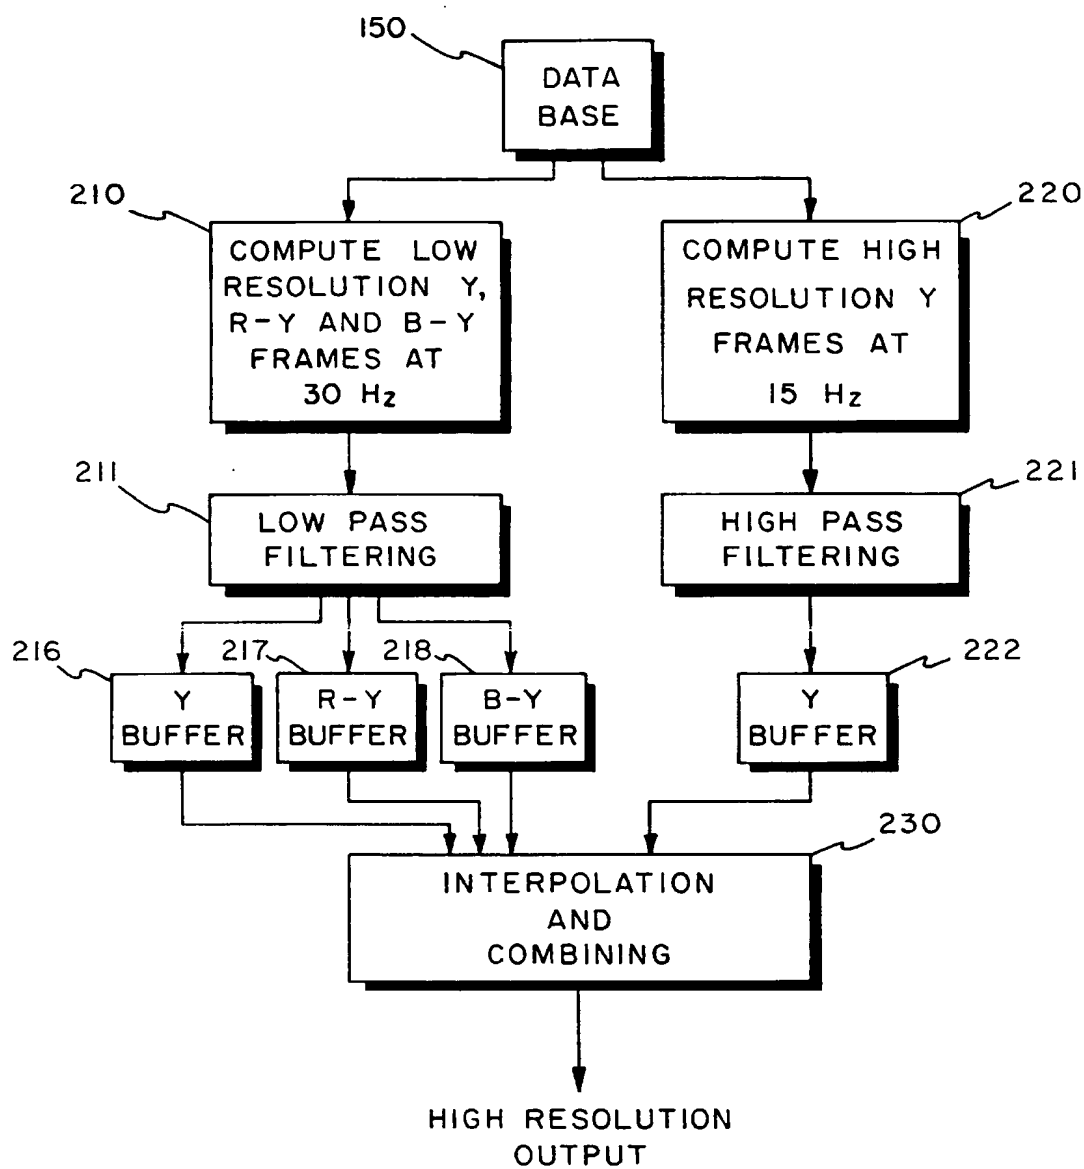 150
DATA
BASE
210
220
COMPUTE LOW
RESOLUTION Y,
R-Y AND B-Y
FRAMES AT
30 Hz
COMPUTE HIGH
RESOLUTION Y
FRAMES AT
15 Hz
211
221
LOW PASS
FILTERING
HIGH PASS
FILTERING
216
217
218
222
Y
BUFFER
R-Y
BUFFER
B-Y
BUFFER
Y
BUFFER
230
INTERPOLATION
AND
COMBINING
HIGH RESOLUTION
OUTPUT